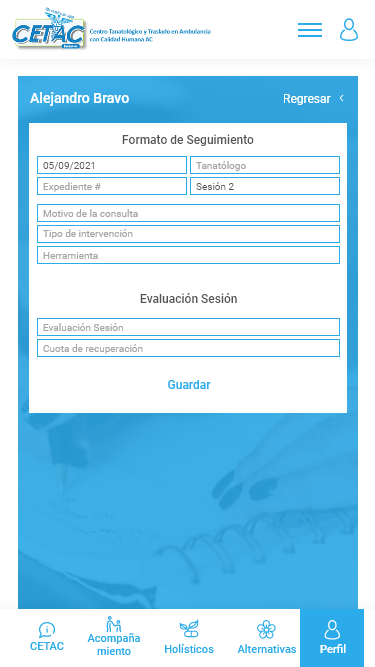 CETAC
Centro Tanatológico y Traslado en Ambulancia
con Calidad Humana AC
Alejandro Bravo
Regresar <
Formato de Seguimiento
05/09/2021
Tanatólogo
Expediente #
Sesión 2
Motivo de la consulta
Tipo de intervención
Herramienta
Evaluación Sesión
Evaluación Sesión
Cuota de recuperación
Guardar
CETAC
Acompaña
miento
Holísticos
Alternativas
Perfil